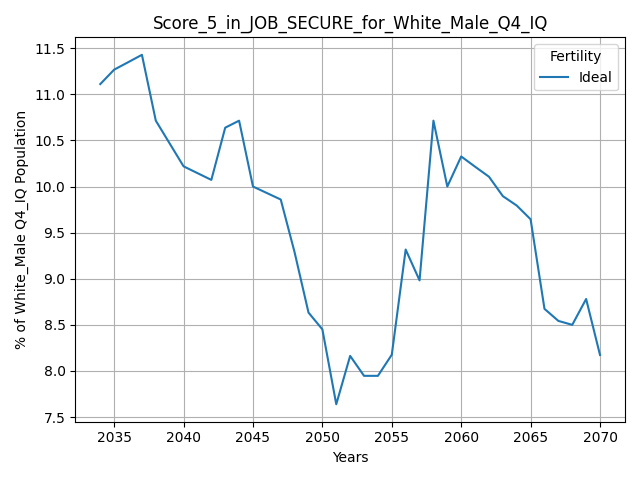 Score_5_in_JOB_SECURE_for_White_Male_Q4_IQ
Fertility
Ideal
% of White_Male Q4_IQ Population
11.5
11.0
10.5
10.0
9.5
9.0
8.5
8.0
7.5
2035 2040 2045 2050 2055 2060 2065 2070
Years